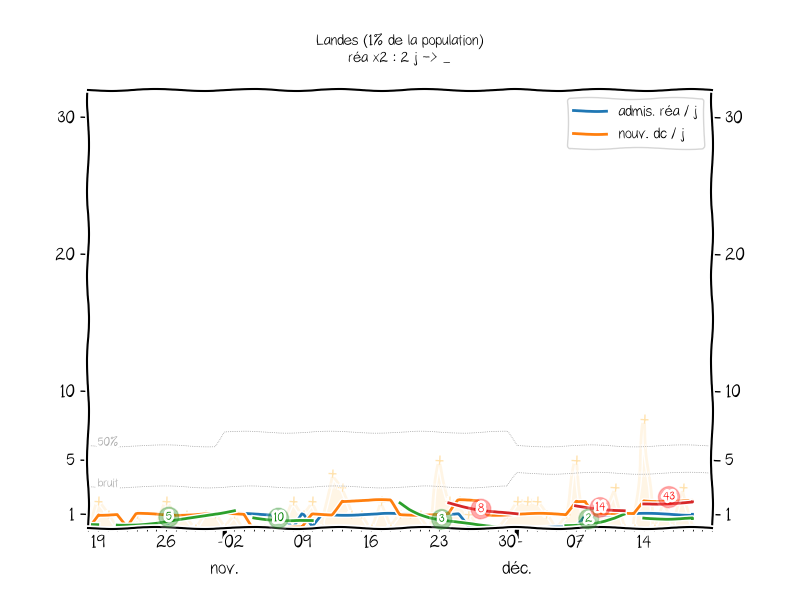 Landes (1% de la population)
réa x2 : 2 j -> _
admis. réa / j
nouv. dc / j
30 30
20 20
10 10
5 5
1 1
50%
bruit
5 10 3 8 2 14 43
19 26 02 09 16 23 30 07 14
nov. déc.